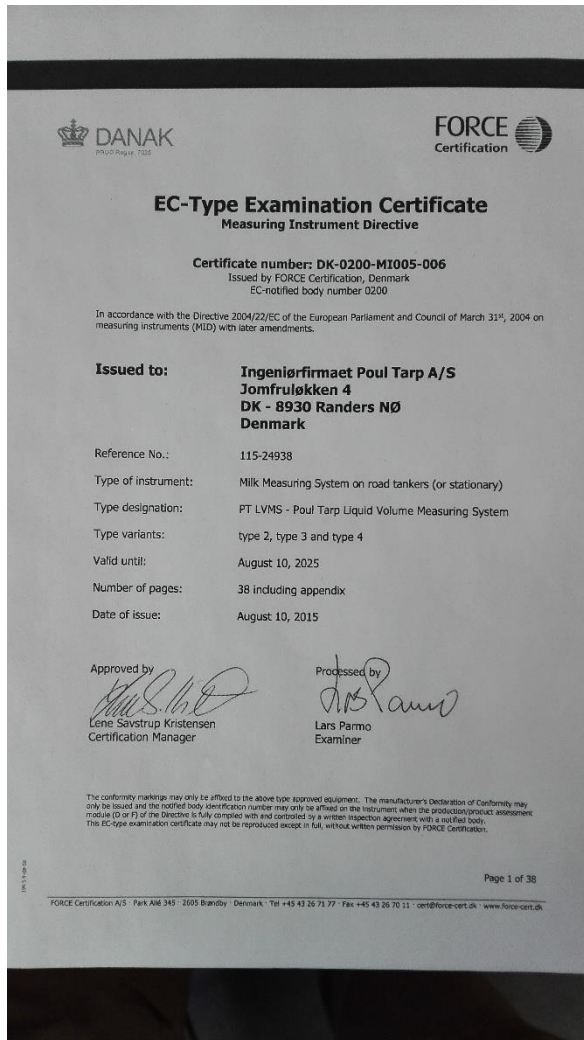 DANAK
FORCE
Certification
EC-Type Examination Certificate
Measuring Instrument Directive
Certificate number: DK-0200-MI005-006
Issued by FORCE Certification, Denmark
EC-notified body number 0200
In accordance with the Directive 2004/22/EC of the European Parliament and Council of March 31st, 2004 on
measuring instruments (MID) with later amendments.
Issued to: Ingeniørfirmaet Poul Tarp A/S
Jomfruløkken 4
DK - 8930 Randers NØ
Denmark
Reference No.: 115-24938
Type of instrument: Milk Measuring System on road tankers (or stationary)
Type designation: PT LVMS - Poul Tarp Liquid Volume Measuring System
Type variants: type 2, type 3 and type 4
Valid until: August 10, 2025
Number of pages: 38 including appendix
Date of issue: August 10, 2015
Approved by Processed by
Lene Savstrup Kristensen Lars Parmo
Certification Manager Examiner
The conformity markings may only be affixed to the above type approved equipment. The manufacturer's Declaration of Conformity may
only be issued and the notified body identification number may only be affixed on the instrument when the production/product assessment
module (D or F) of the Directive is fully complied with and controlled by a written inspection agreement with a notified body.
This EC-type examination certificate may not be reproduced except in full, without written permission by FORCE Certification.
Page 1 of 38
FORCE Certification A/S · Park Allé 345 · 2605 Brøndby · Denmark · Tel +45 43 26 71 77 · Fax +45 43 26 70 11 · cert@force-cert.dk · www.force-cert.dk